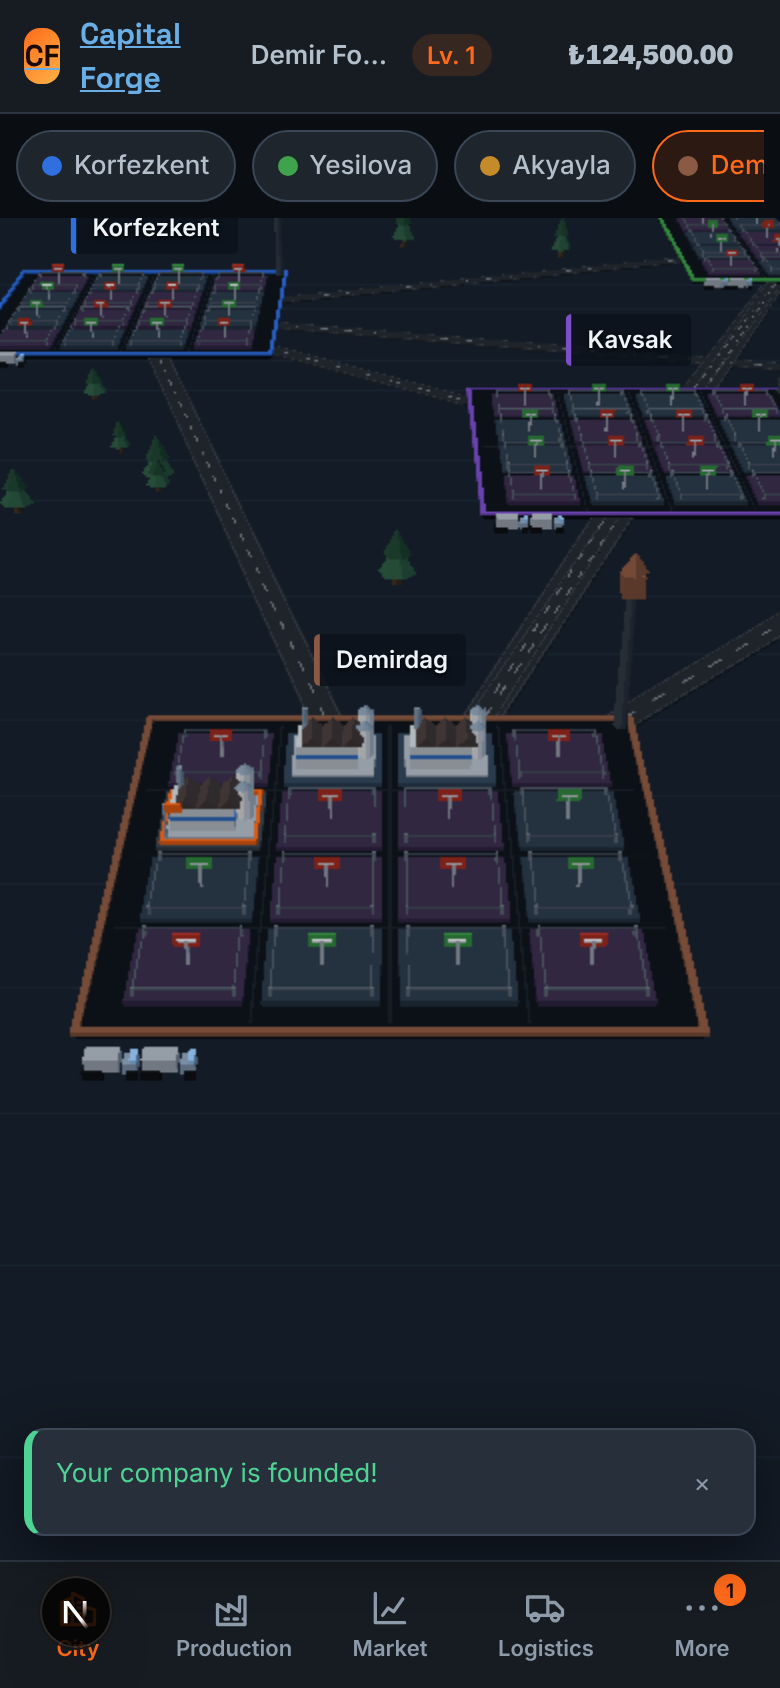 CF
Capital
Forge
Demir Fo...
Lv. 1
₺124,500.00
Korfezkent
Yesilova
Akyayla
Dem
Korfezkent
Kavsak
Demirdag
Your company is founded!
×
N
City
Production
Market
Logistics
More
1